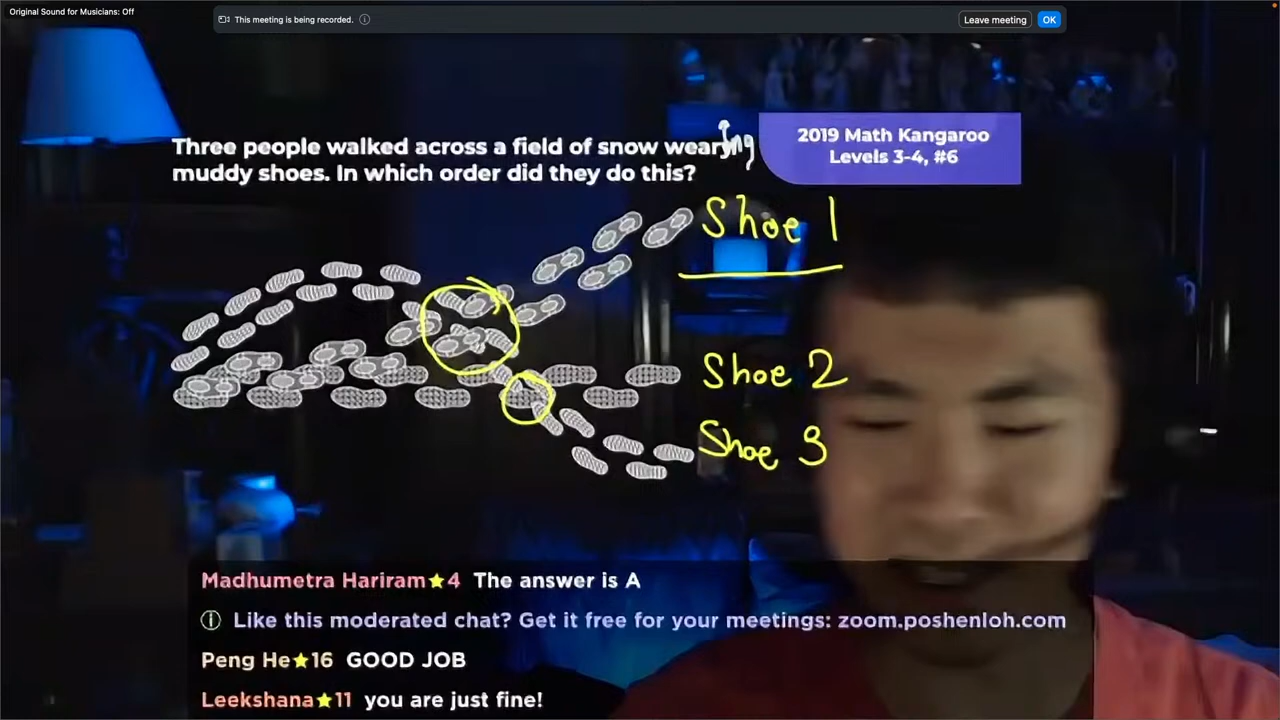 Original Sound for Musicians: Off
This meeting is being recorded.
Leave meeting
OK
Three people walked across a field of snow wearing
muddy shoes. In which order did they do this?
2019 Math Kangaroo
Levels 3-4, #6
Shoe 1
Shoe 2
Shoe 3
Madhumetra Hariram★4 The answer is A
Like this moderated chat? Get it free for your meetings: zoom.poshenloh.com
Peng He★16 GOOD JOB
Leekshana★11 you are just fine!